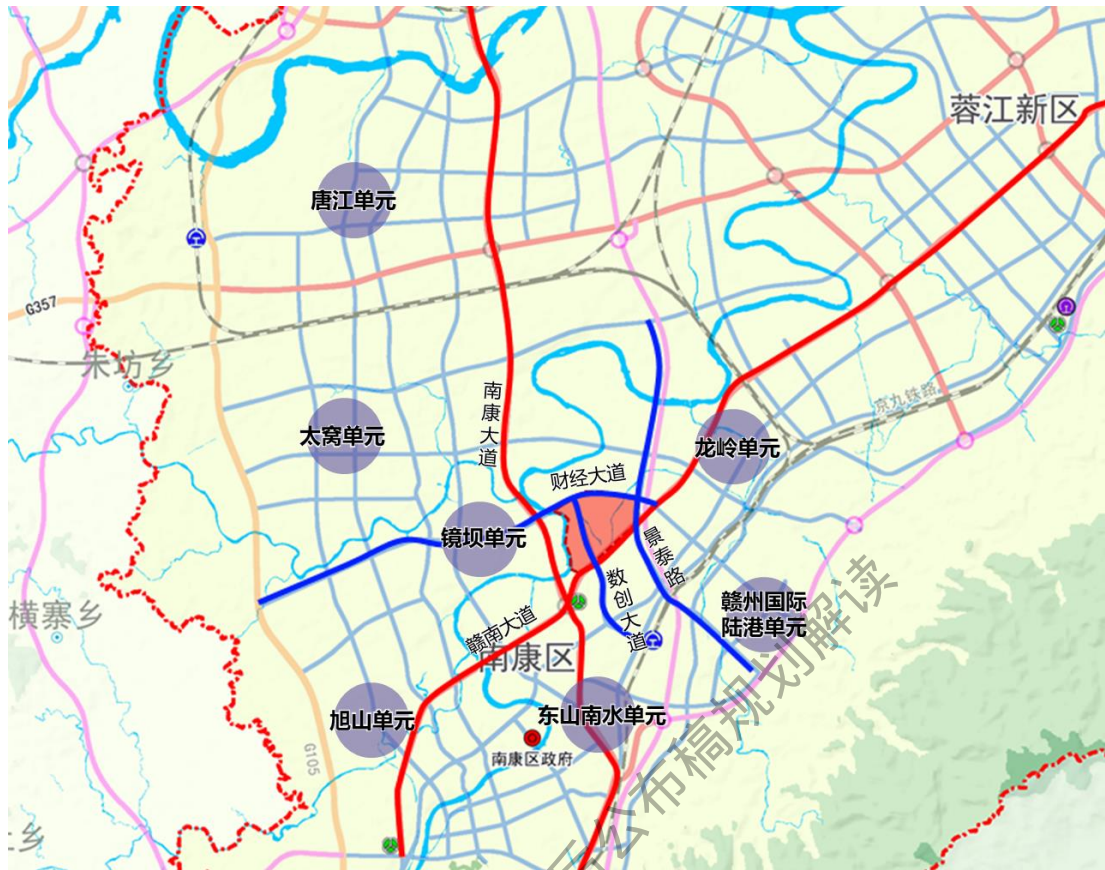 蓉江新区
唐江单元
G357
朱坊乡
南康大道
京九铁路
太窝单元
龙岭单元
财经大道
镜坝单元
景泰路
数创大道
赣州国际
陆港单元
横寨乡
赣南大道
南康区
旭山单元
东山南水单元
南康区政府
G105
乡
公布稿规划解读